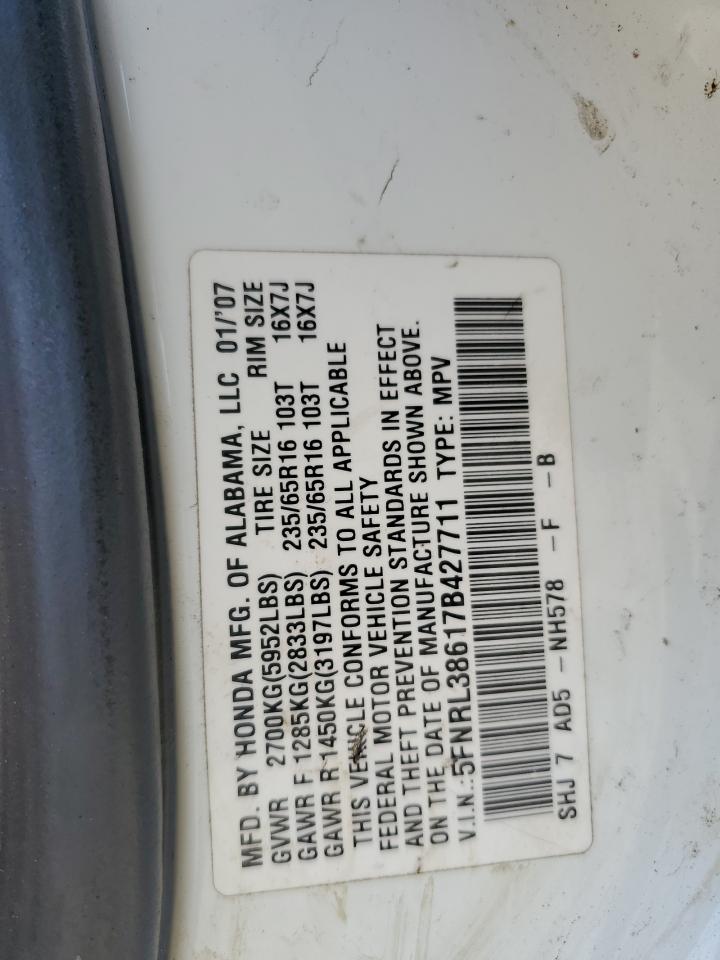 MFD. BY HONDA MFG. OF ALABAMA, LLC 01/'07
GVWR 2700KG(5952LBS) TIRE SIZE RIM SIZE
GAWR F 1285KG(2833LBS) 235/65R16 103T 16X7J
GAWR R 1450KG(3197LBS) 235/65R16 103T 16X7J
THIS VEHICLE CONFORMS TO ALL APPLICABLE
FEDERAL MOTOR VEHICLE SAFETY
AND THEFT PREVENTION STANDARDS IN EFFECT
ON THE DATE OF MANUFACTURE SHOWN ABOVE.
V.I.N.:5FNRL38617B427711 TYPE: MPV
SHJ 7 AD5 -NH578 -F -B